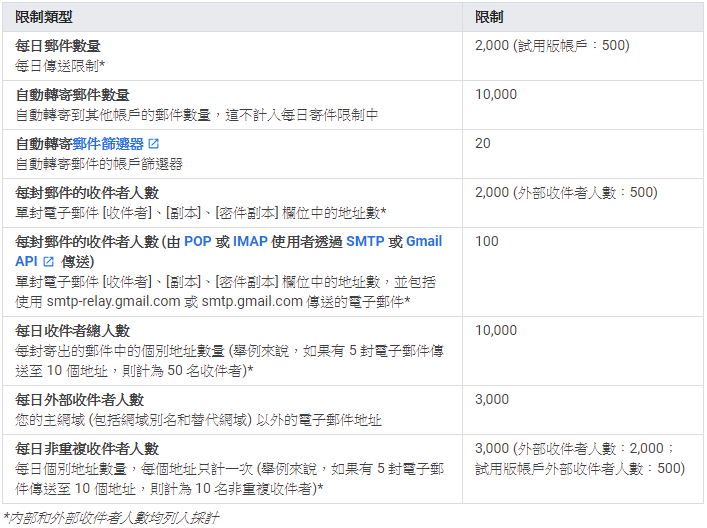 限制類型 限制
每日郵件數量 2,000 (試用版帳戶：500)
每日傳送限制*
自動轉寄郵件數量 10,000
自動轉寄到其他帳戶的郵件數量，這不計入每日寄件限制中
自動轉寄郵件篩選器 20
自動轉寄郵件的帳戶篩選器
每封郵件的收件者人數 2,000 (外部收件者人數：500)
單封電子郵件 [收件者]、[副本]、[密件副本] 欄位中的地址數*
每封郵件的收件者人數 (由 POP 或 IMAP 使用者透過 SMTP 或 Gmail 100
API 傳送)
單封電子郵件 [收件者]、[副本]、[密件副本] 欄位中的地址數，並包括
使用 smtp-relay.gmail.com 或 smtp.gmail.com 傳送的電子郵件*
每日收件者總人數 10,000
每封寄出的郵件中的個別地址數量 (舉例來說，如果有 5 封電子郵件傳
送至 10 個地址，則計為 50 名收件者)*
每日外部收件者人數 3,000
您的主網域 (包括網域別名和替代網域) 以外的電子郵件地址
每日非重複收件者人數 3,000 (外部收件者人數：2,000；
每日個別地址數量，每個地址只計一次 (舉例來說，如果有 5 封電子郵 試用版帳戶外部收件者人數：500)
件傳送至 10 個地址，則計為 10 名非重複收件者)*
*內部和外部收件者人數均列入採計